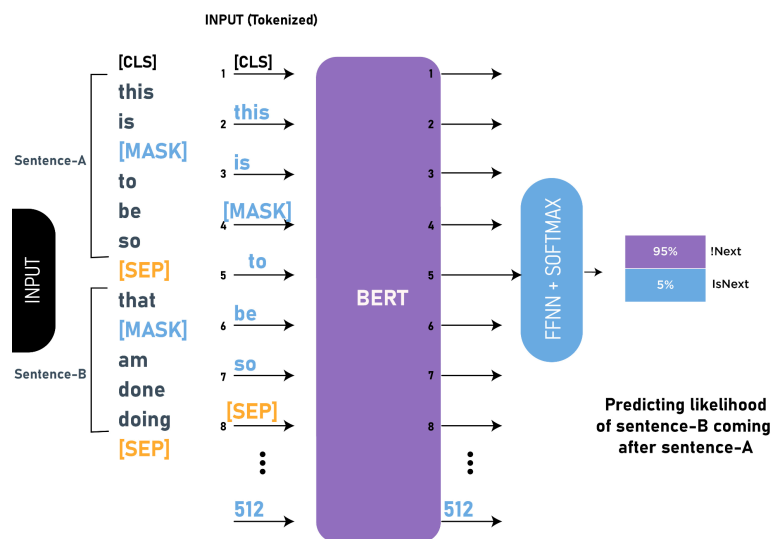 INPUT (Tokenized)
[CLS]
this
is
[MASK]
to
be
so
[SEP]
that
[MASK]
am
done
doing
[SEP]
Sentence-A
Sentence-B
INPUT
1 [CLS]
2 this
3 is
4 [MASK]
5 to
6 be
7 so
8 [SEP]
512
BERT
1
2
3
4
5
6
7
8
512
FFNN + SOFTMAX
95% !Next
5% IsNext
Predicting likelihood
of sentence-B coming
after sentence-A